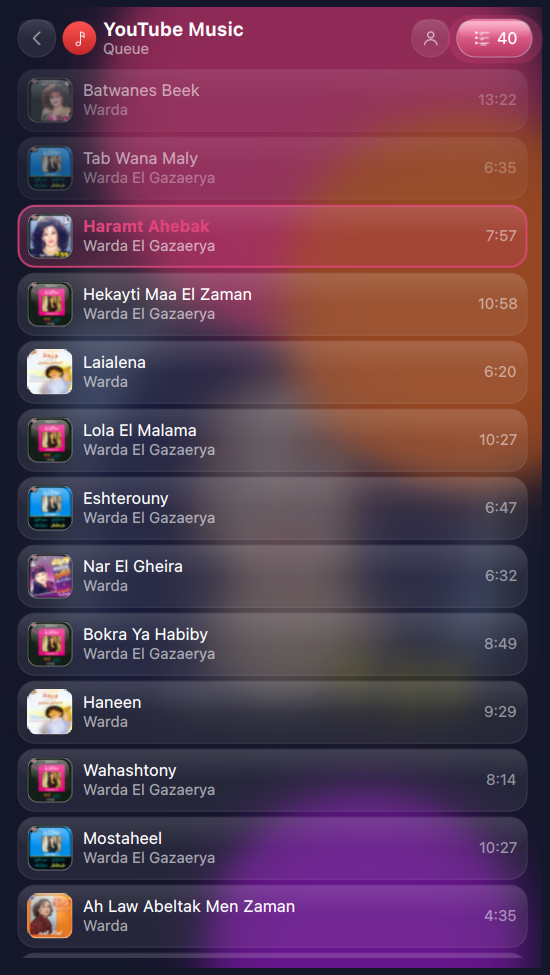 YouTube Music
Queue
40
Batwanes Beek
Warda
13:22
Tab Wana Maly
Warda El Gazaerya
6:35
Haramt Ahebak
Warda El Gazaerya
7:57
Hekayti Maa El Zaman
Warda El Gazaerya
10:58
Laialena
Warda
6:20
Lola El Malama
Warda El Gazaerya
10:27
Eshterouny
Warda El Gazaerya
6:47
Nar El Gheira
Warda
6:32
Bokra Ya Habiby
Warda El Gazaerya
8:49
Haneen
Warda
9:29
Wahashtony
Warda El Gazaerya
8:14
Mostaheel
Warda El Gazaerya
10:27
Ah Law Abeltak Men Zaman
Warda
4:35